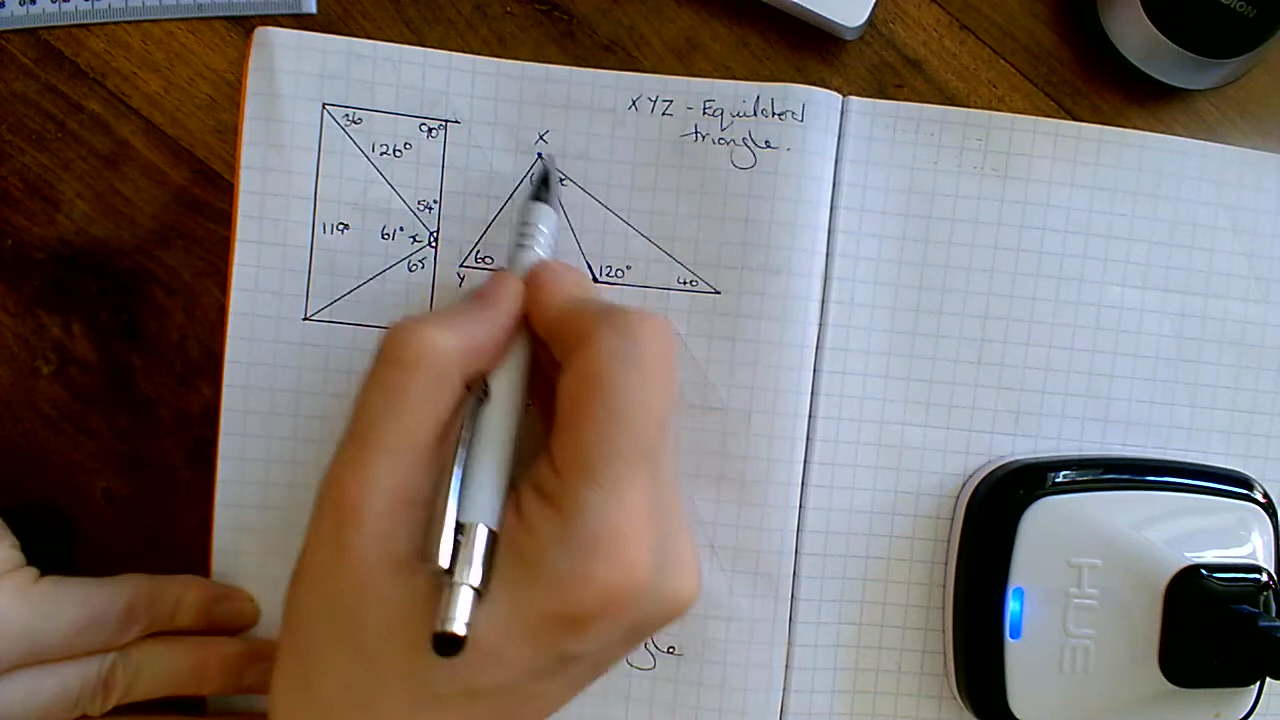 XYZ - Equilateral
triangle.
36
90°
126°
54°
119°
61° x
65
X
x
60
Y
120°
40
HUE